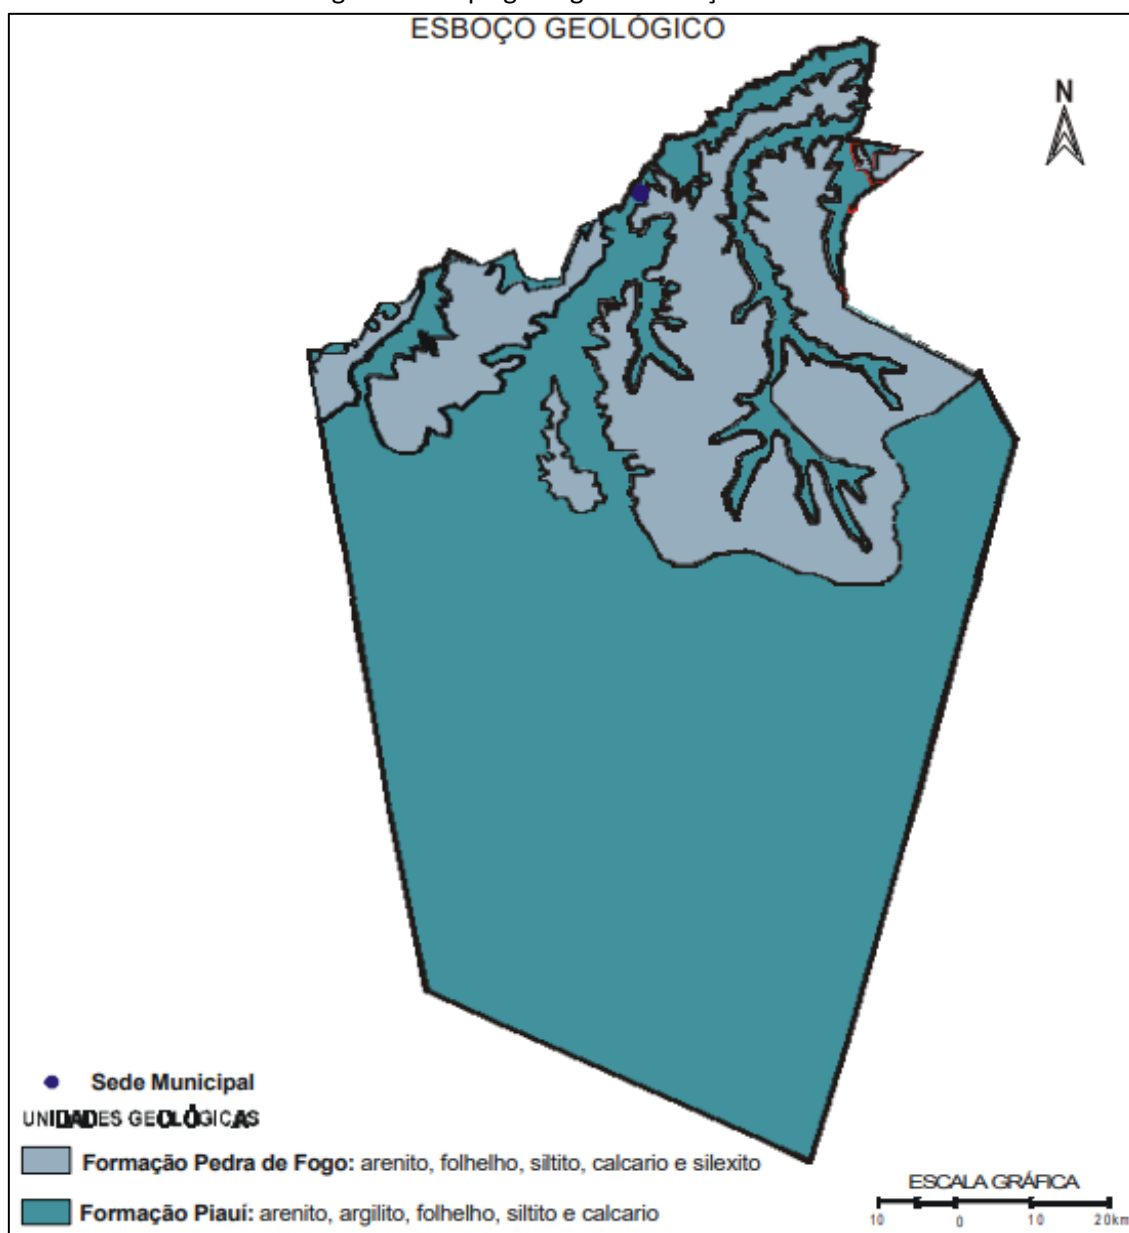 ESBOÇO GEOLÓGICO
N
Sede Municipal
UNIDADES GEOLÓGICAS
Formação Pedra de Fogo: arenito, folhelho, siltito, calcario e silexito
Formação Piauí: arenito, argilito, folhelho, siltito e calcario
ESCALA GRÁFICA
10 0 10 20km